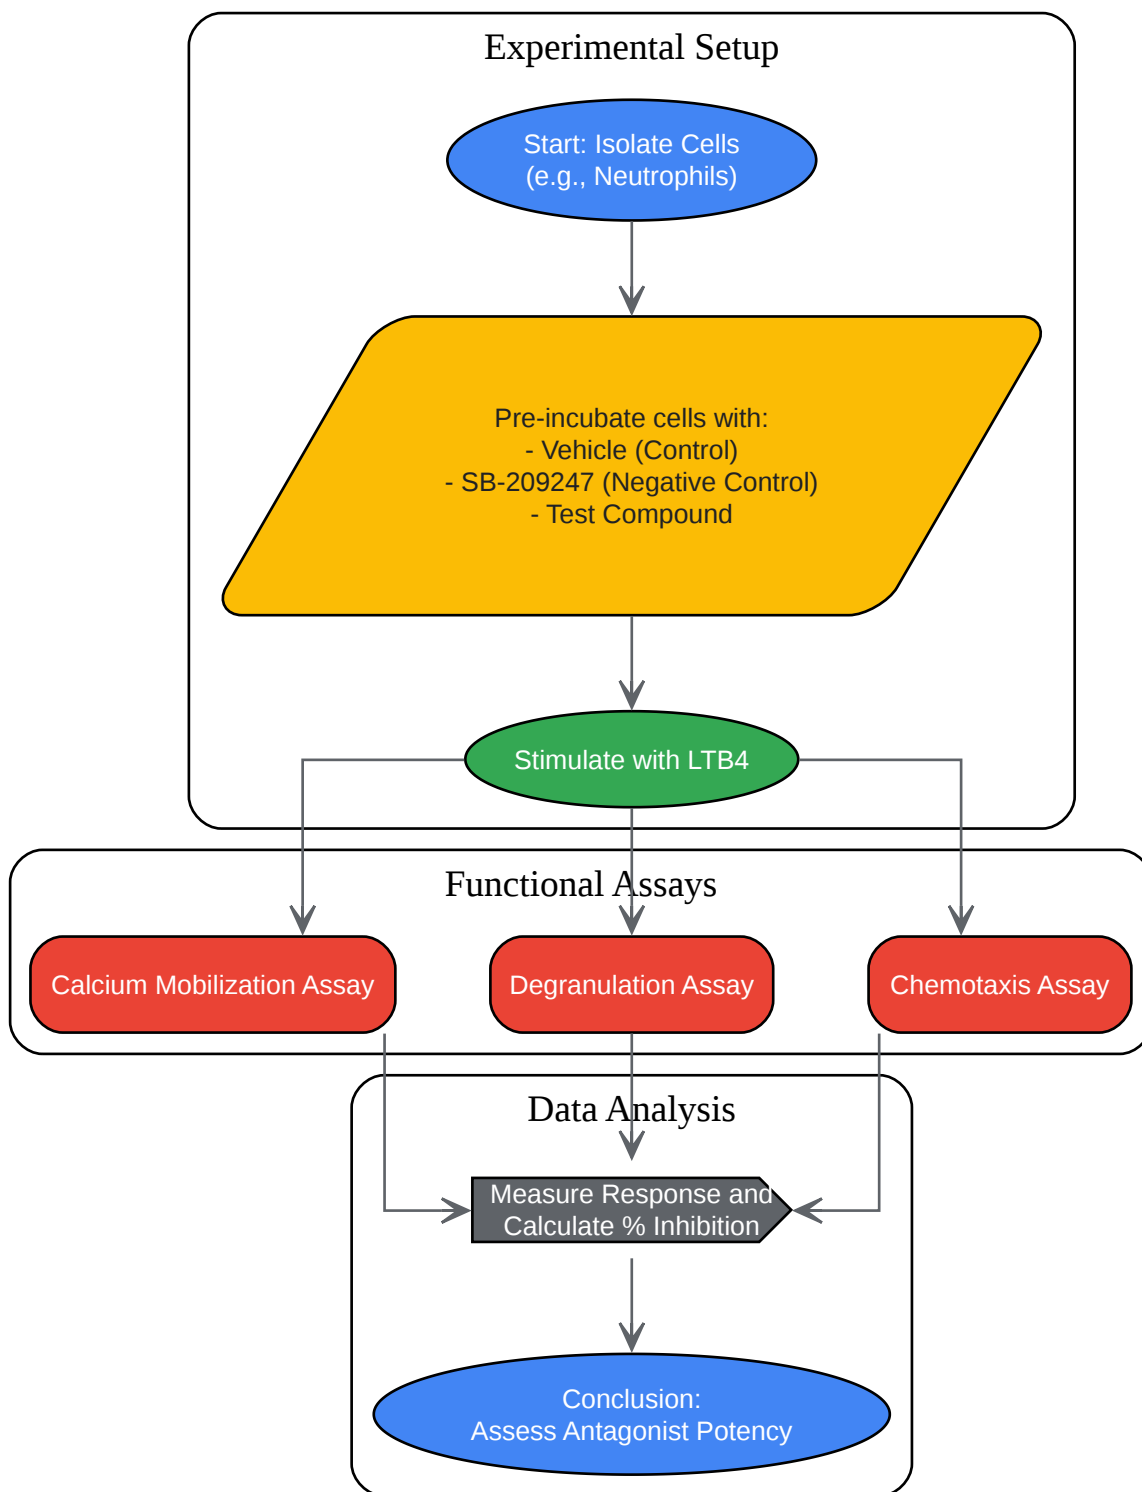 Experimental Setup
Start: Isolate Cells
(e.g., Neutrophils)
Pre-incubate cells with:
- Vehicle (Control)
- SB-209247 (Negative Control)
- Test Compound
Stimulate with LTB4
Functional Assays
Calcium Mobilization Assay
Degranulation Assay
Chemotaxis Assay
Data Analysis
Measure Response and
Calculate % Inhibition
Conclusion:
Assess Antagonist Potency